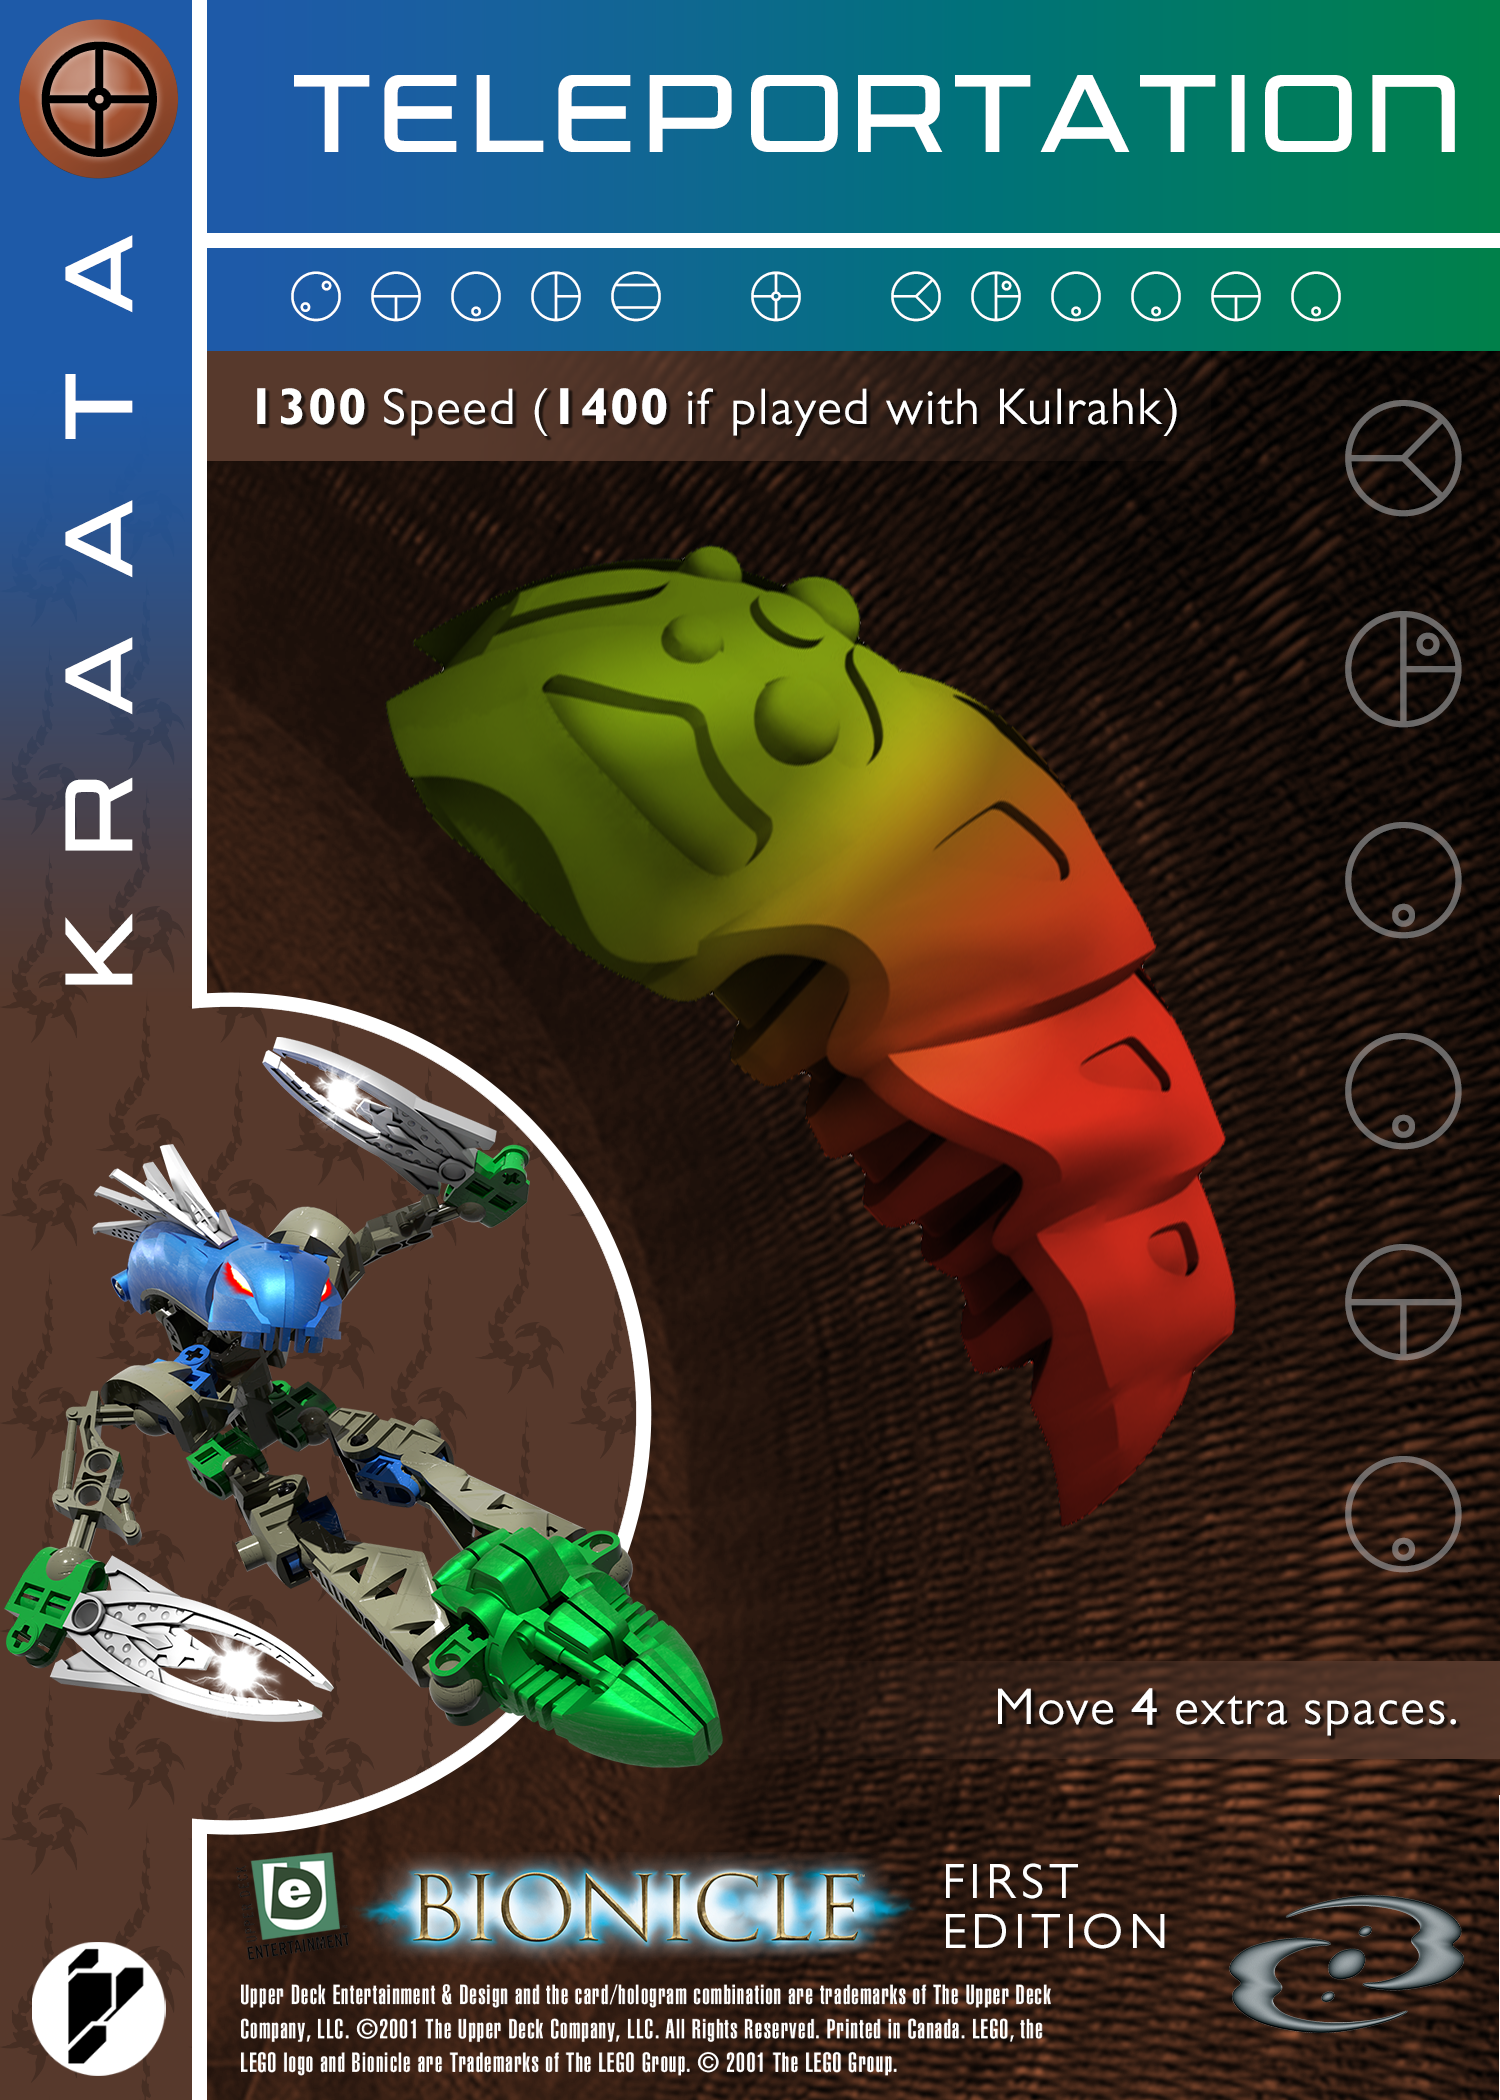 TELEPORTATION
KRAATA
1300 Speed (1400 if played with Kulrahk)
Move 4 extra spaces.
e
ENTERTAINMENT
BIONICLE
FIRST
EDITION
Upper Deck Entertainment & Design and the card/hologram combination are trademarks of The Upper Deck
Company, LLC. ©2001 The Upper Deck Company, LLC. All Rights Reserved. Printed in Canada. LEGO, the
LEGO logo and Bionicle are Trademarks of The LEGO Group. © 2001 The LEGO Group.